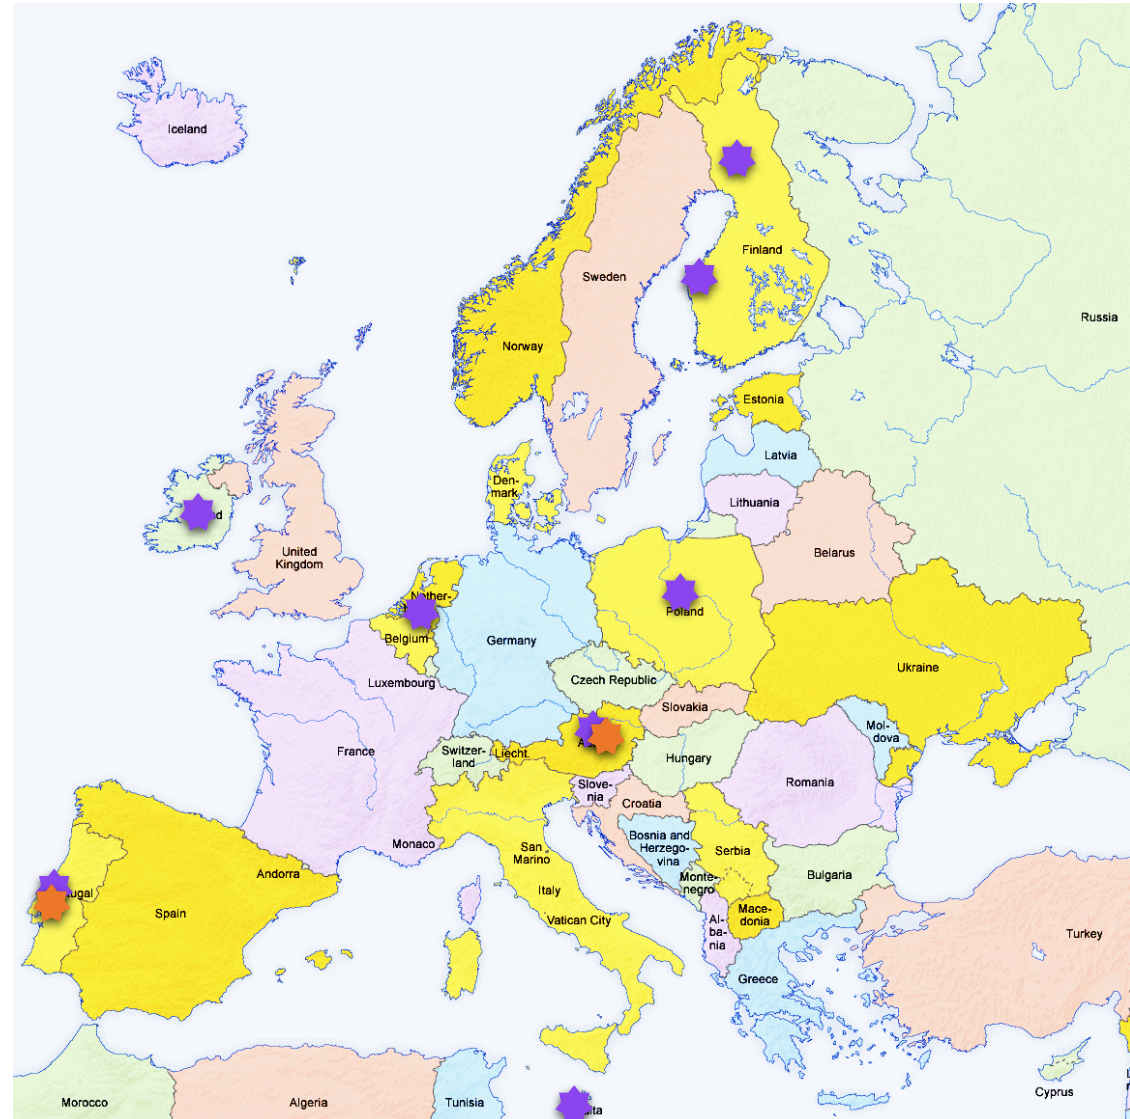 Iceland
Finland
Sweden
Russia
Norway
Estonia
Latvia
Den-
mark
Lithuania
United
Kingdom
Belarus
Nether-
Poland
Belgium
Germany
Ukraine
Czech Republic
Luxembourg
Slovakia
Mol-
dova
France
Switzer-
land
Liecht.
Hungary
Slove-
nia
Romania
Croatia
Monaco
San
Marino
Bosnia and
Herzego-
vina
Serbia
Andorra
Monte-
negro
Bulgaria
Italy
tugal
Spain
Vatican City
Al-
ba-
nia
Mace-
donia
Turkey
Greece
Cyprus
Morocco
Algeria
Tunisia